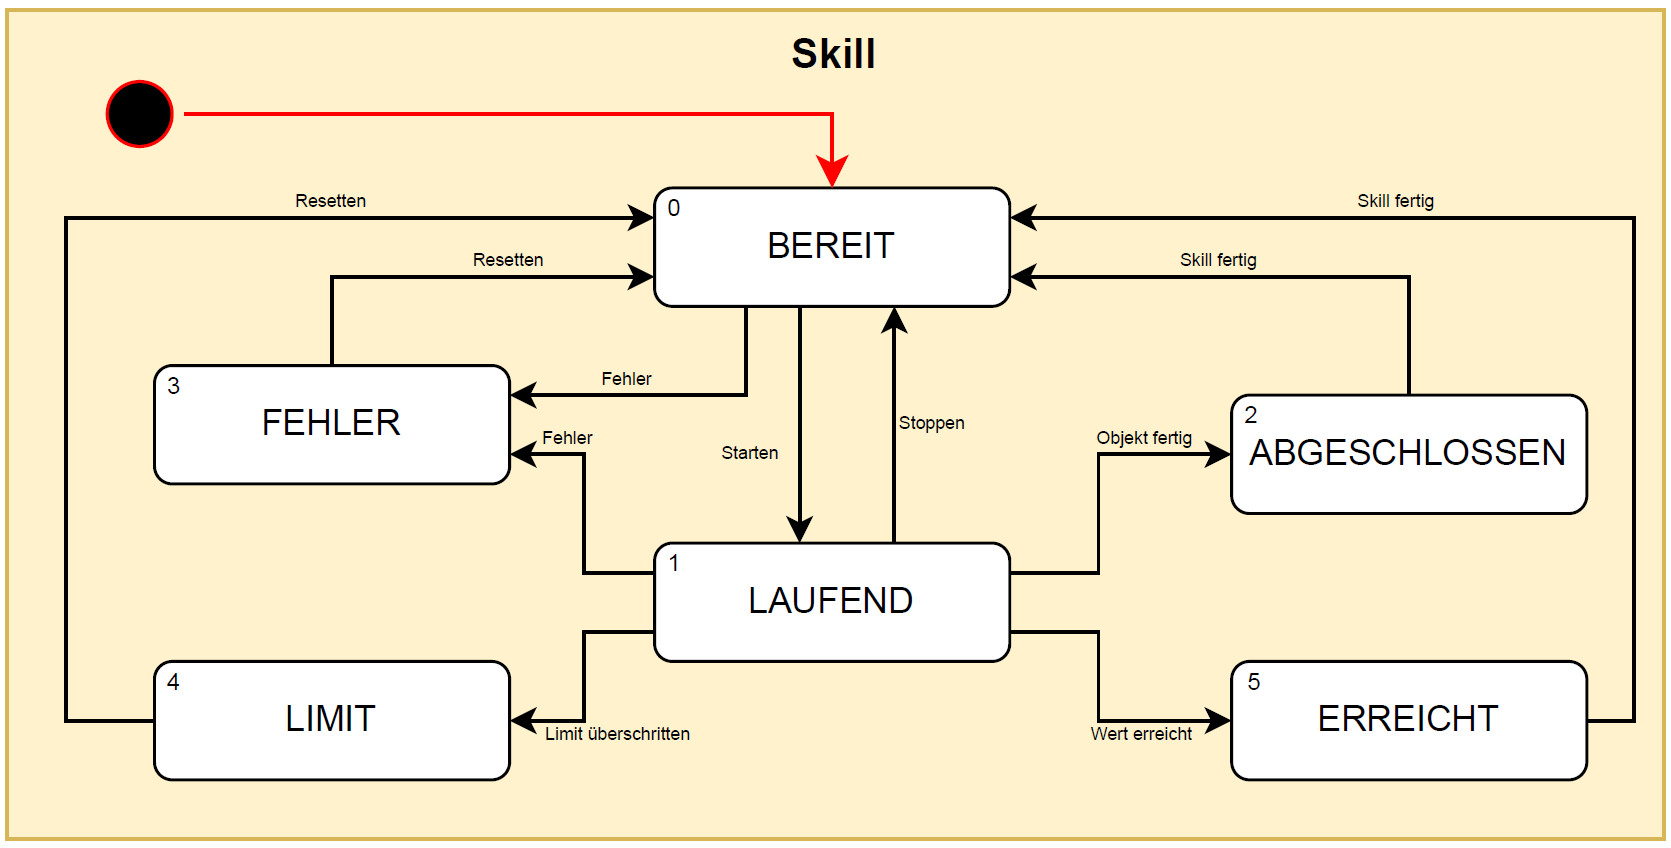 Skill
Resetten
0
Skill fertig
BEREIT
Resetten
Skill fertig
3
Fehler
FEHLER
2
Fehler
Starten
Stoppen
Objekt fertig
ABGESCHLOSSEN
1
LAUFEND
4
LIMIT
Limit überschritten
Wert erreicht
5
ERREICHT